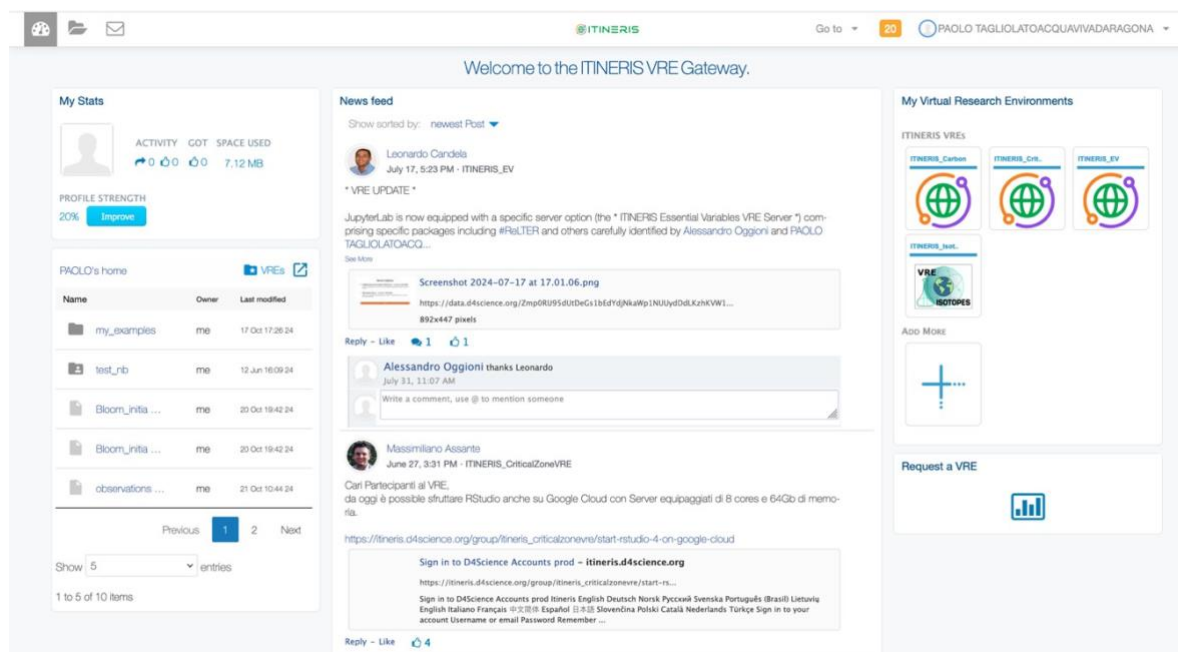 ITINERIS
Go to
20
PAOLO TAGLIOLATOACQUAVIVADARAGONA
Welcome to the ITINERIS VRE Gateway.
My Stats
ACTIVITY GOT SPACE USED
0 0 0 7.12 MB
PROFILE STRENGTH
20% Improve
PAOLO's home
VREs
Name Owner Last modified
my_examples me 17 Oct 17:26 24
test_nb me 12 Jun 16:09 24
Bloom_initia ... me 20 Oct 19:42 24
Bloom_initia ... me 20 Oct 19:42 24
observations ... me 21 Oct 10:44 24
Previous 1 2 Next
Show 5 entries
1 to 5 of 10 items
News feed
Show sorted by: newest Post
Leonardo Candela
July 17, 5:23 PM · ITINERIS_EV
* VRE UPDATE *
JupyterLab is now equipped with a specific server option (the * ITINERIS Essential Variables VRE Server *) com-
prising specific packages including #ReLTER and others carefully identified by Alessandro Oggioni and PAOLO
TAGLIOLATOACQ...
See More
Screenshot 2024-07-17 at 17.01.06.png
892x447 pixels
Reply - Like 1 1
Alessandro Oggioni thanks Leonardo
July 31, 11:07 AM
Write a comment, use @ to mention someone
Massimiliano Assante
June 27, 3:31 PM · ITINERIS_CriticalZoneVRE
Cari Partecipanti al VRE,
da oggi è possible sfruttare RStudio anche su Google Cloud con Server equipaggiati di 8 cores e 64Gb di memo-
ria.
https://itineris.d4science.org/group/itineris_criticalzonevre/start-rstudio-4-on-google-cloud
Sign in to D4Science Accounts prod - itineris.d4science.org
https://itineris.d4science.org/group/itineris_criticalzonevre/start-rs...
Sign in to D4Science Accounts prod Itineris English Deutsch Norsk Русский Svenska Português (Brasil) Lietuvių
English Italiano Français 中文简体 Español 日本語 Slovenčina Polski Català Nederlands Türkçe Sign in to your
account Username or email Password Remember ...
Reply - Like 4
My Virtual Research Environments
ITINERIS VREs
ITINERIS_Carbon ITINERIS_Crit.. ITINERIS_EV
ITINERIS_Isot..
VRE
ISOTOPES
ADD MORE
Request a VRE